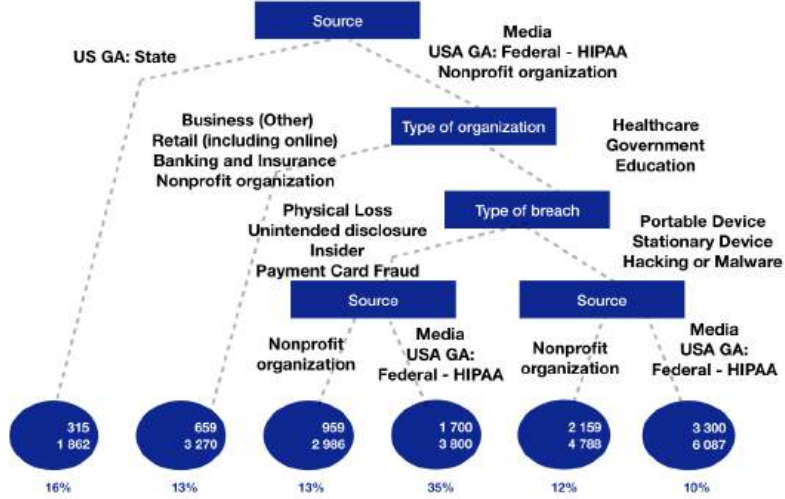 Source
US GA: State
Media
USA GA: Federal - HIPAA
Nonprofit organization
Type of organization
Business (Other)
Retail (including online)
Banking and Insurance
Nonprofit organization
Healthcare
Government
Education
Type of breach
Physical Loss
Unintended disclosure
Insider
Payment Card Fraud
Portable Device
Stationary Device
Hacking or Malware
Source
Source
Nonprofit
organization
Media
USA GA:
Federal - HIPAA
Nonprofit
organization
Media
USA GA:
Federal - HIPAA
315
1 862
659
3 270
959
2 986
1 700
3 800
2 159
4 788
3 300
6 087
16%
13%
13%
35%
12%
10%